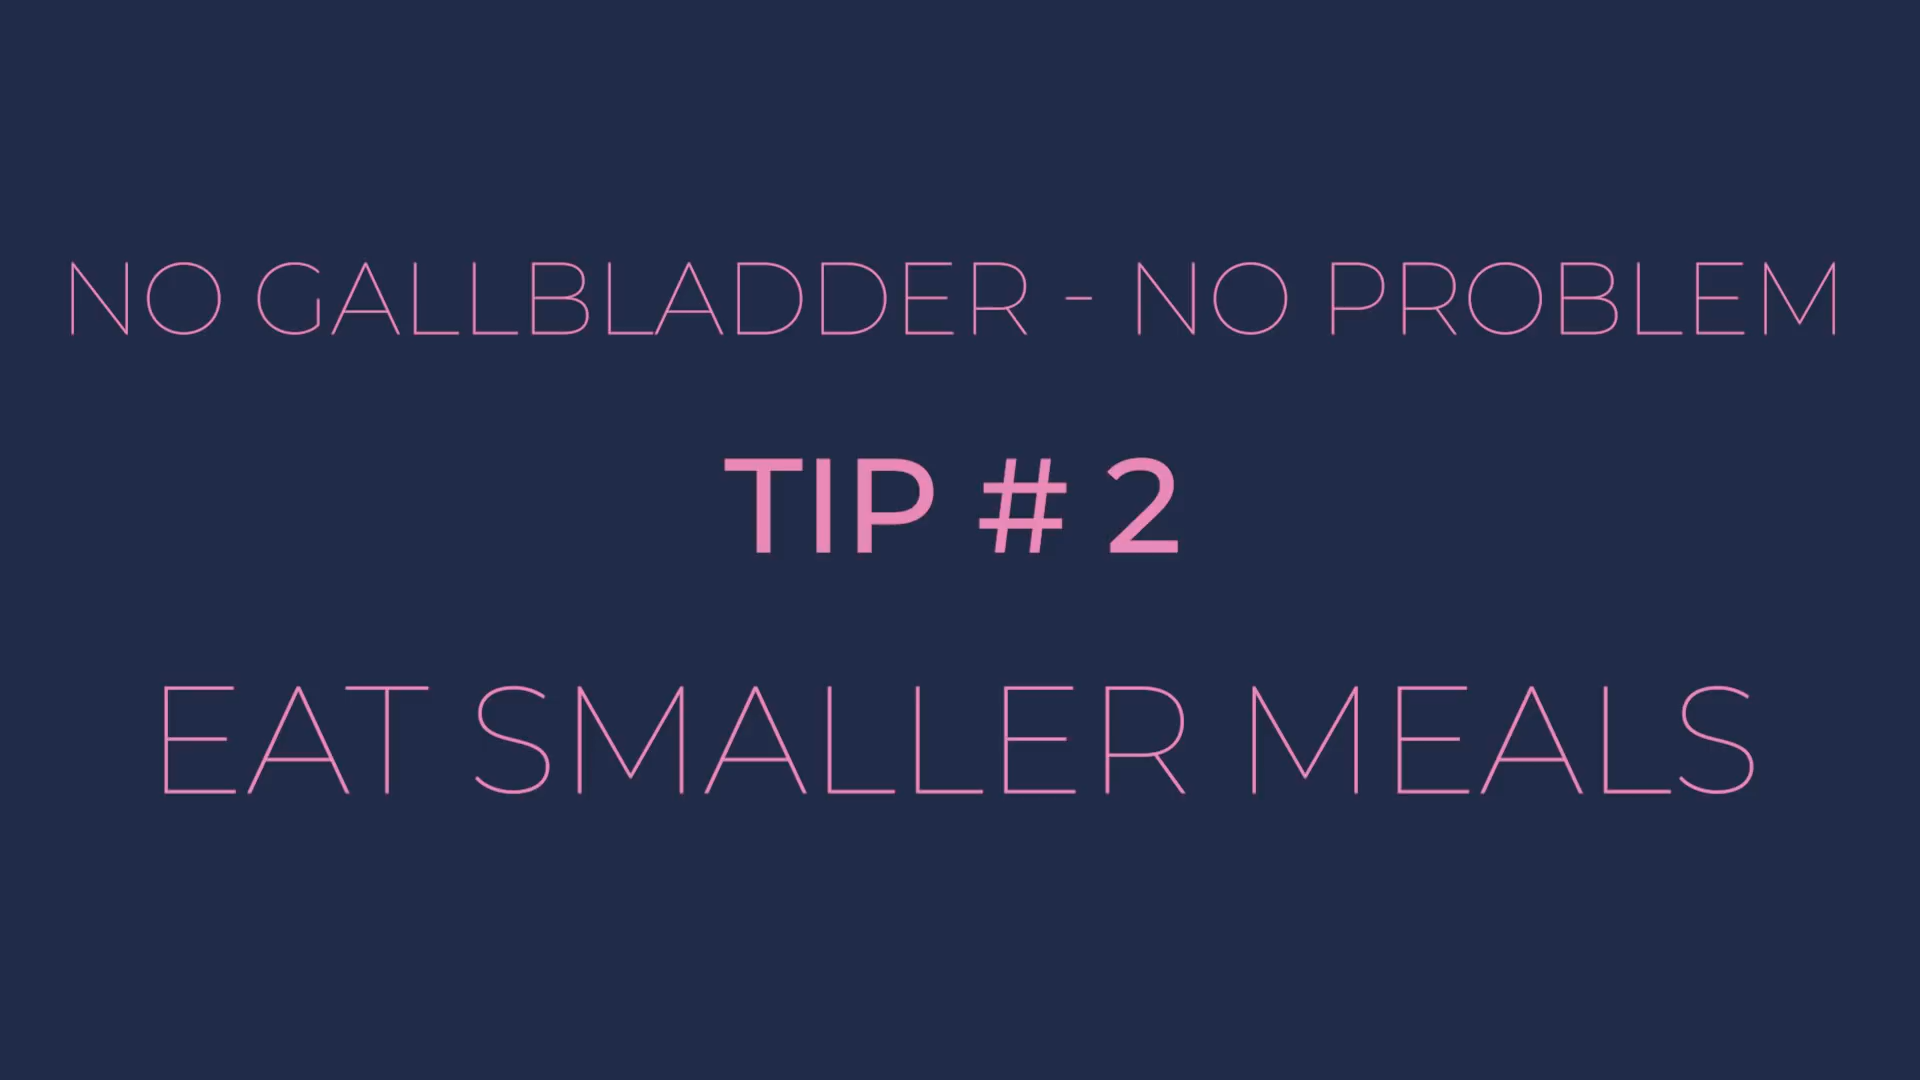 NO GALLBLADDER - NO PROBLEM
TIP # 2
EAT SMALLER MEALS